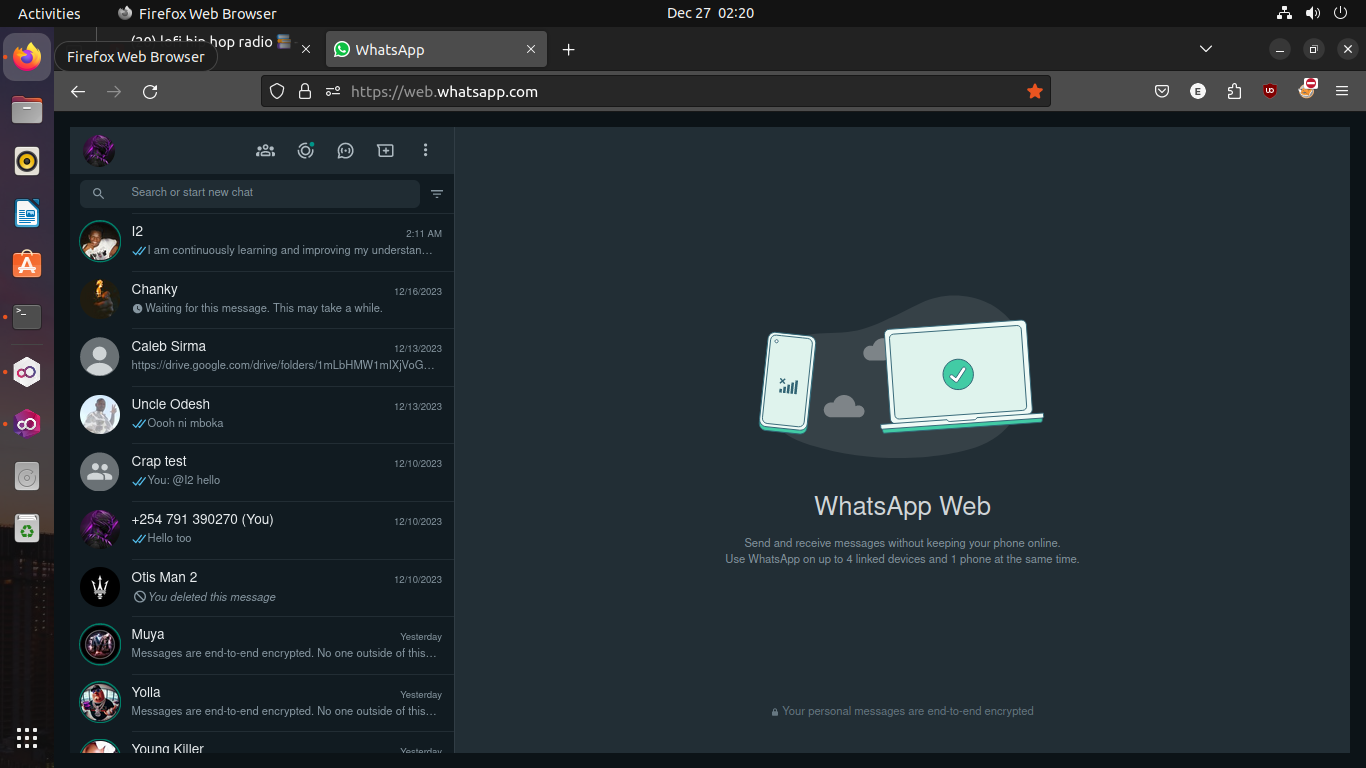 Activities
Firefox Web Browser
Dec 27 02:20
(20) lofi hip hop radio
WhatsApp
Firefox Web Browser
https://web.whatsapp.com
E
Search or start new chat
I2
2:11 AM
I am continuously learning and improving my understan…
Chanky
12/16/2023
Waiting for this message. This may take a while.
Caleb Sirma
12/13/2023
https://drive.google.com/drive/folders/1mLbHMW1mIXjVoG…
Uncle Odesh
12/13/2023
Oooh ni mboka
Crap test
12/10/2023
You: @I2 hello
+254 791 390270 (You)
12/10/2023
Hello too
Otis Man 2
12/10/2023
You deleted this message
Muya
Yesterday
Messages are end-to-end encrypted. No one outside of this…
Yolla
Yesterday
Messages are end-to-end encrypted. No one outside of this…
Young Killer
Yesterday
WhatsApp Web
Send and receive messages without keeping your phone online.
Use WhatsApp on up to 4 linked devices and 1 phone at the same time.
Your personal messages are end-to-end encrypted